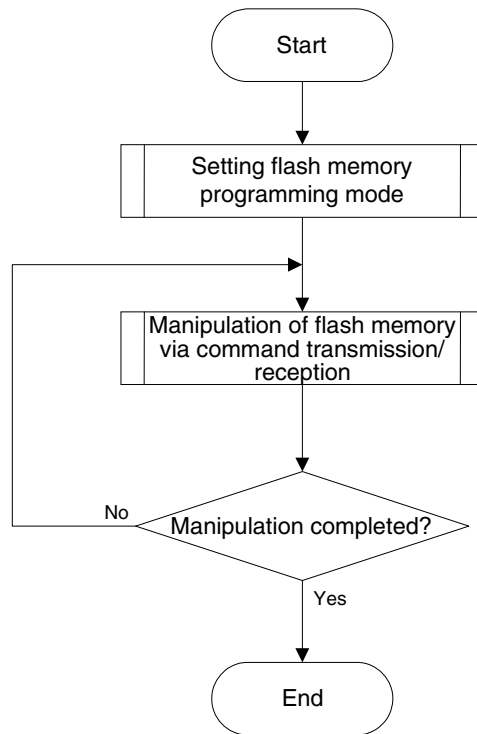 Start
Setting flash memory
programming mode
Manipulation of flash memory
via command transmission/
reception
Manipulation completed?
No
Yes
End